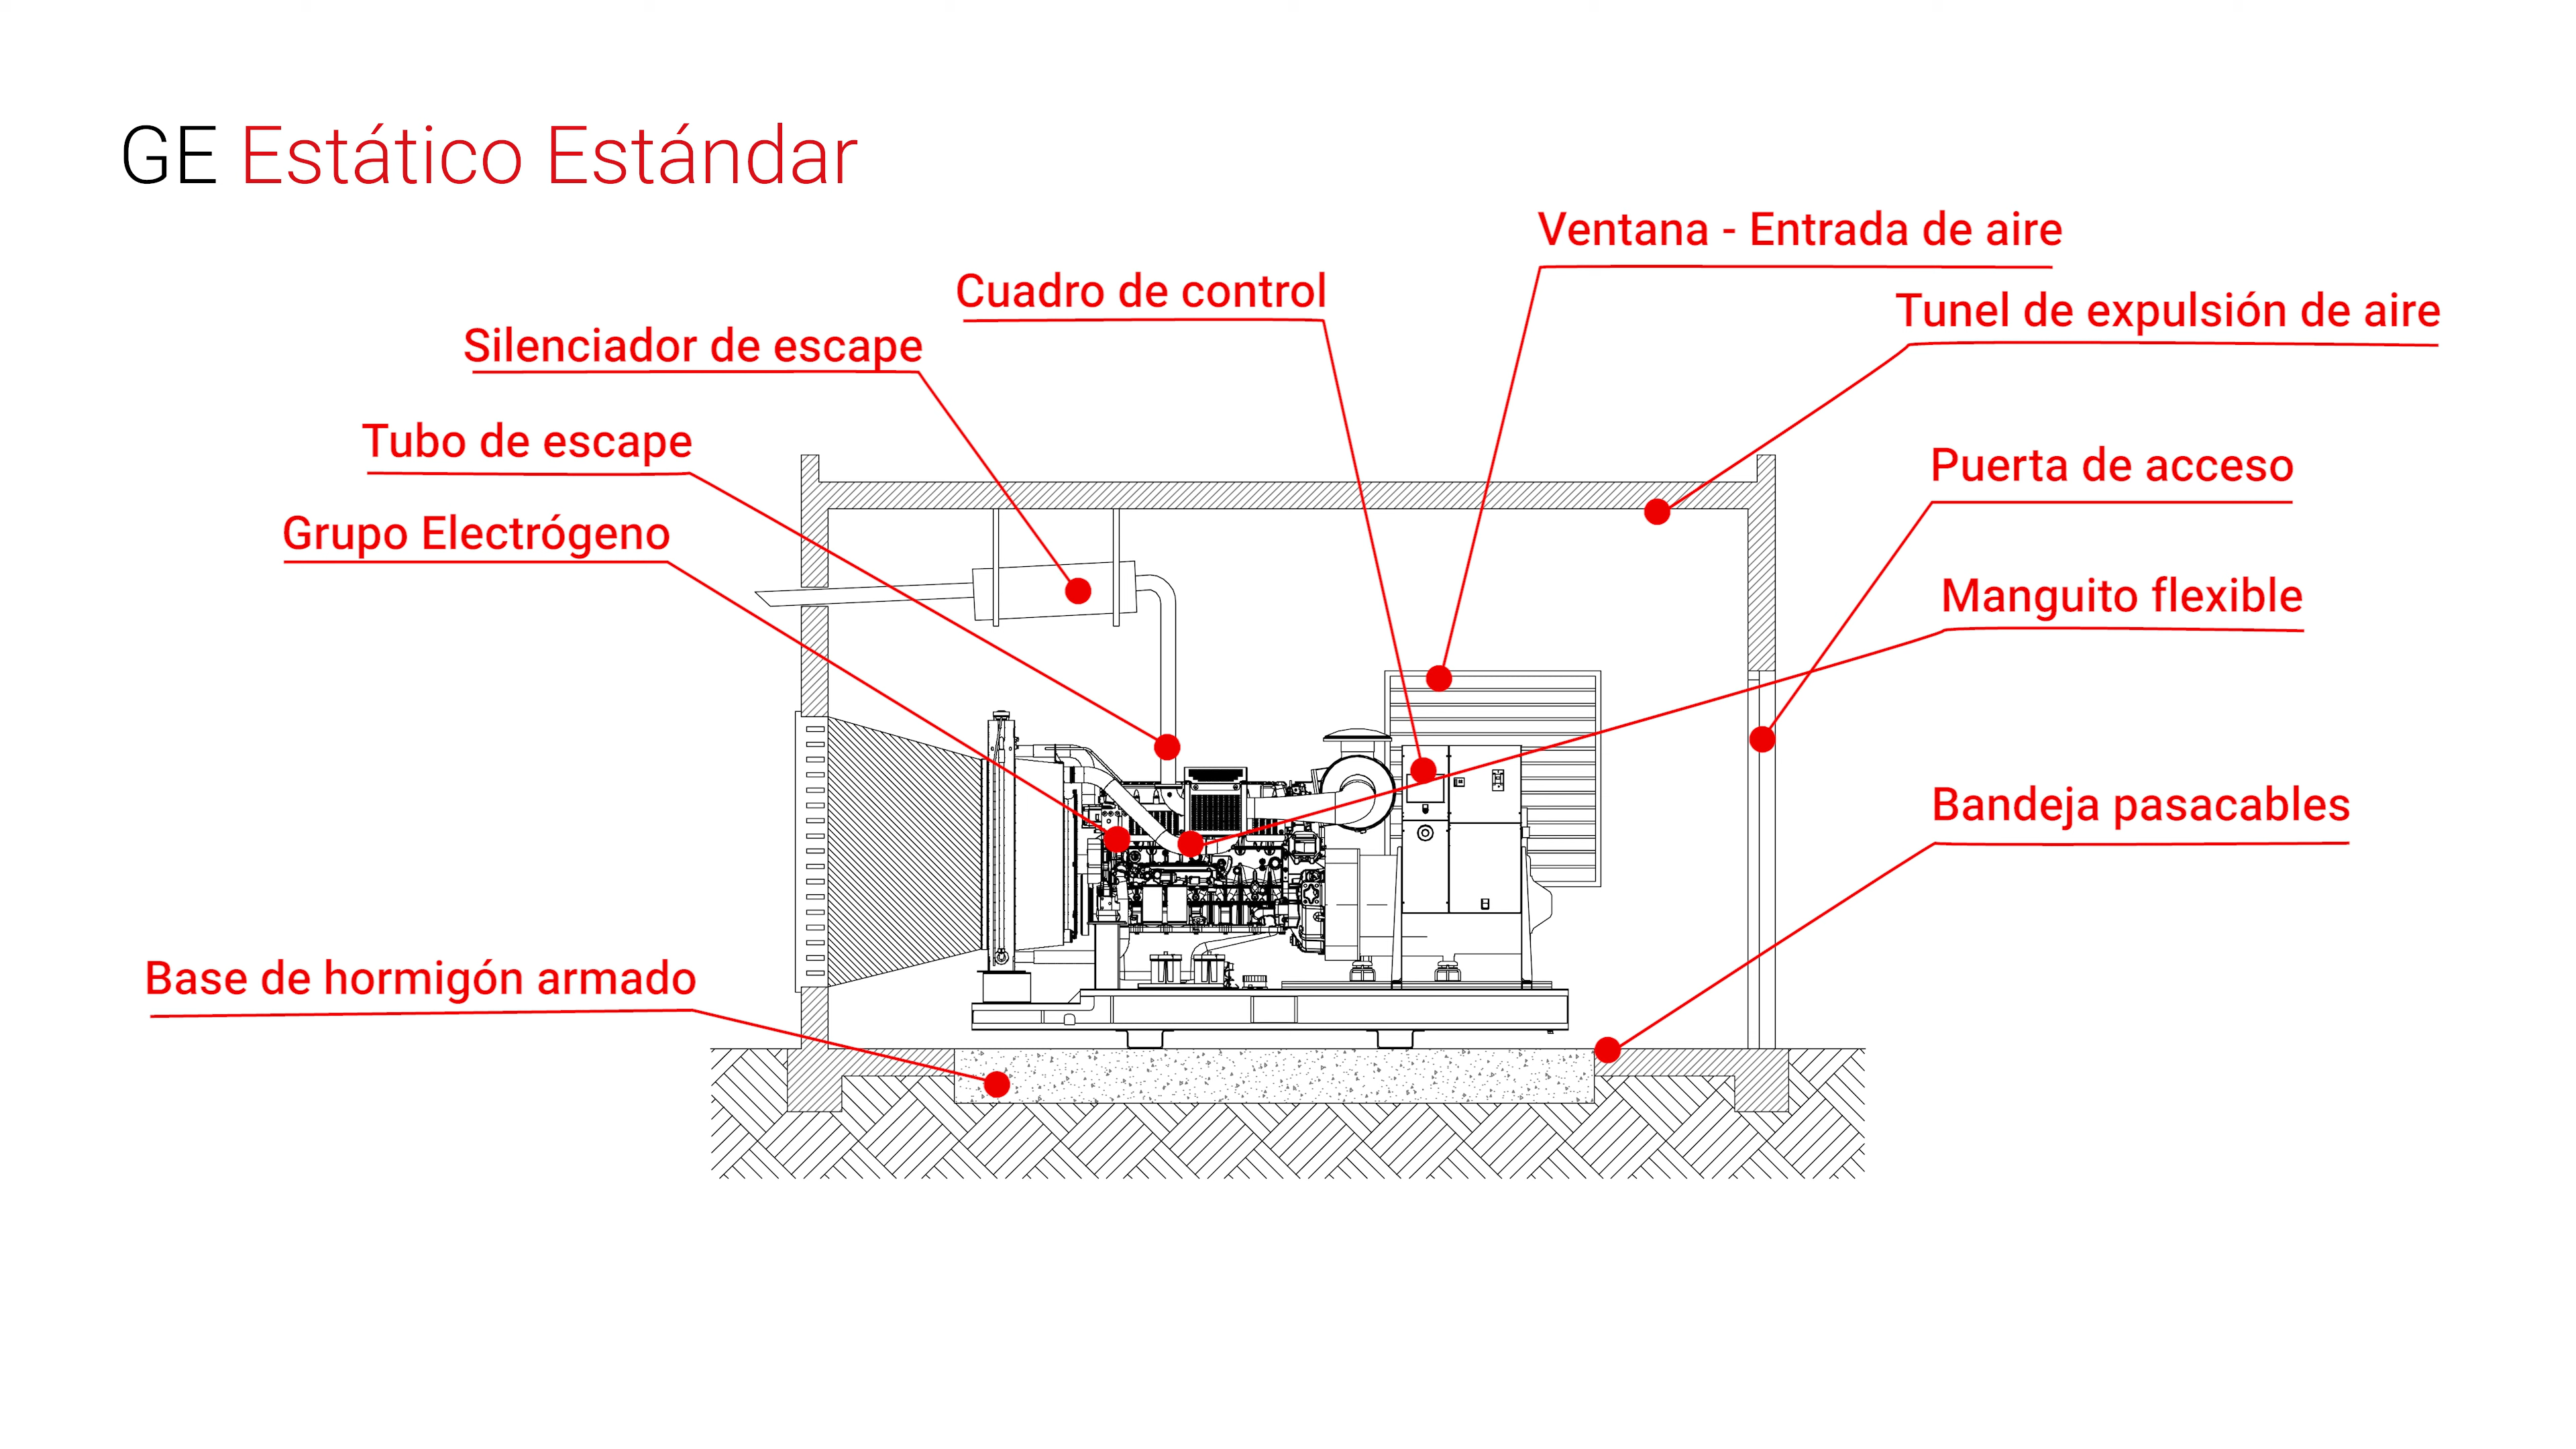 GE Estático Estándar
Ventana - Entrada de aire
Cuadro de control
Tunel de expulsión de aire
Silenciador de escape
Tubo de escape
Puerta de acceso
Grupo Electrógeno
Manguito flexible
Bandeja pasacables
Base de hormigón armado